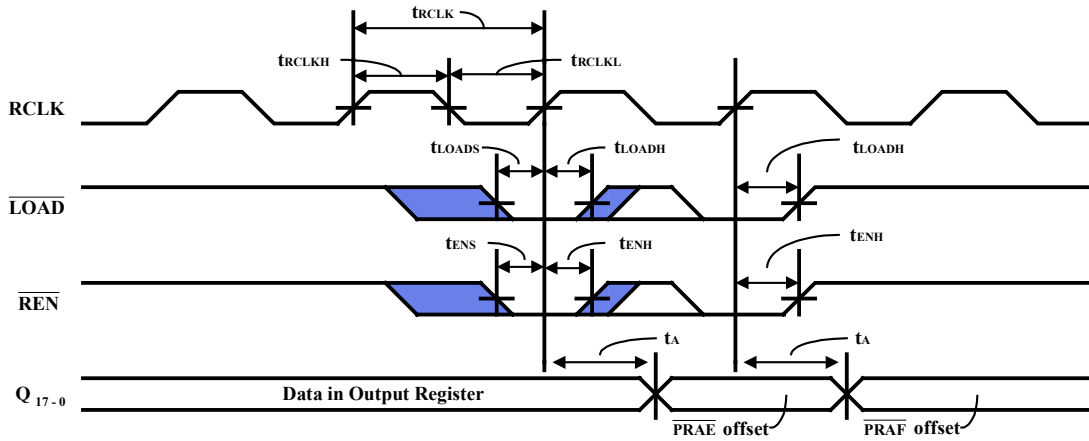 tRCLK
tRCLKH
tRCLKL
RCLK
tLOADS
tLOADH
tLOADH
LOAD
tENS
tENH
tENH
REN
tA
tA
Q 17 - 0
Data in Output Register
PRAE offset
PRAF offset